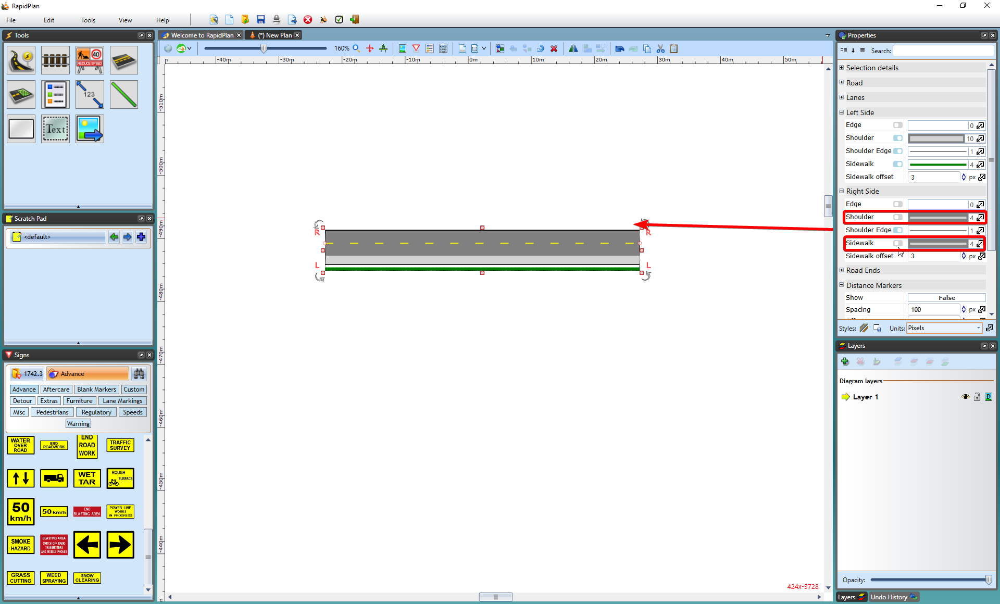 RapidPlan
File Edit Tools View Help
Tools
REDUCE SPEED
40
123
Text
Scratch Pad
<default>
Signs
1742.3 Advance
Advance Aftercare Blank Markers Custom
Detour Extras Furniture Lane Markings
Misc Pedestrians Regulatory Speeds
Warning
WATER OVER ROAD
END ROADWORK
END ROAD WORK
TRAFFIC SURVEY
WET TAR
ROUGH SURFACE
50 km/h
50 km/h
END BLASTING AREA
POWER LINE WORKS IN PROGRESS
SMOKE HAZARD
BLASTING AREA SWITCH OFF RADIO TRANSMITTERS AND MOBILE PHONES
GRASS CUTTING
WEED SPRAYING
SNOW CLEARING
Welcome to RapidPlan (*) New Plan
160%
-40m -30m -20m -10m 0m 10m 20m 30m 40m 50m
-510m
-500m
-490m
-480m
-470m
-460m
-450m
-440m
R R
L L
424x-3728
Properties
Search:
Selection details
Road
Lanes
Left Side
Edge 0
Shoulder 10
Shoulder Edge 1
Sidewalk 4
Sidewalk offset 3 px
Right Side
Edge 0
Shoulder 4
Shoulder Edge 1
Sidewalk 4
Sidewalk offset 3 px
Road Ends
Distance Markers
Show False
Spacing 100 px
Styles: Units: Pixels
Layers
Diagram layers
Layer 1 D
Opacity:
Layers Undo History